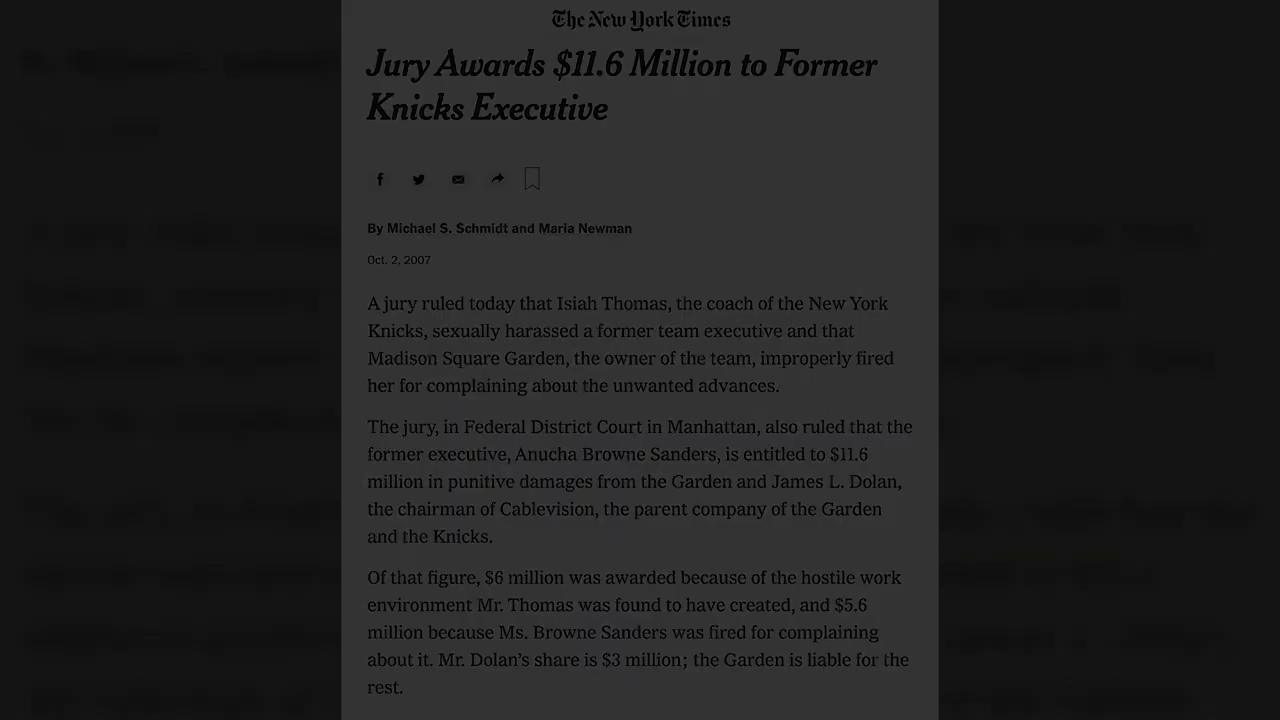 The New York Times
Jury Awards $11.6 Million to Former
Knicks Executive
By Michael S. Schmidt and Maria Newman
Oct. 2, 2007
A jury ruled today that Isiah Thomas, the coach of the New York
Knicks, sexually harassed a former team executive and that
Madison Square Garden, the owner of the team, improperly fired
her for complaining about the unwanted advances.
The jury, in Federal District Court in Manhattan, also ruled that the
former executive, Anucha Browne Sanders, is entitled to $11.6
million in punitive damages from the Garden and James L. Dolan,
the chairman of Cablevision, the parent company of the Garden
and the Knicks.
Of that figure, $6 million was awarded because of the hostile work
environment Mr. Thomas was found to have created, and $5.6
million because Ms. Browne Sanders was fired for complaining
about it. Mr. Dolan’s share is $3 million; the Garden is liable for the
rest.